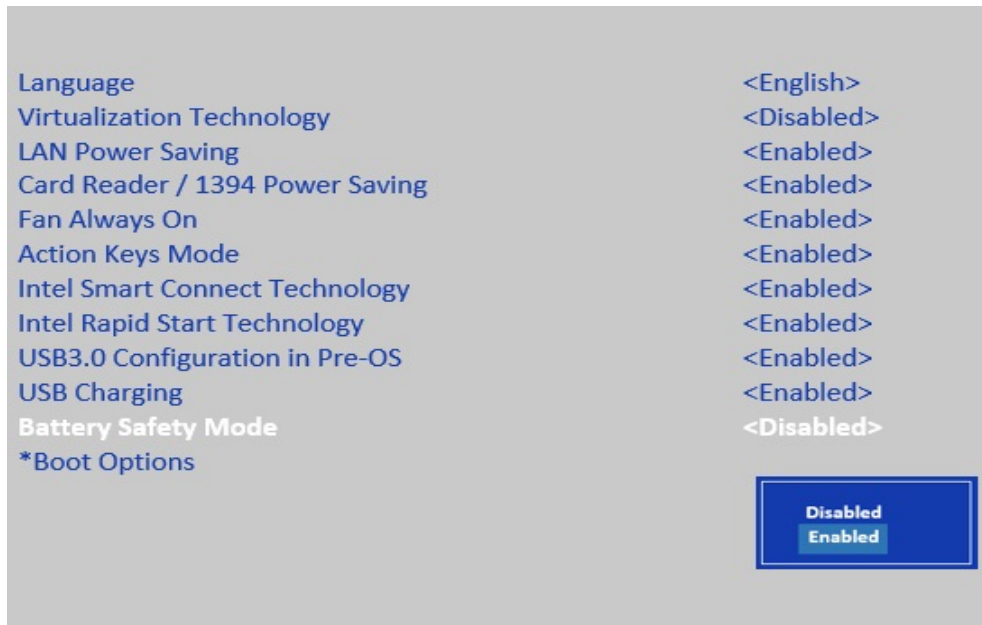 Language <English>
Virtualization Technology <Disabled>
LAN Power Saving <Enabled>
Card Reader / 1394 Power Saving <Enabled>
Fan Always On <Enabled>
Action Keys Mode <Enabled>
Intel Smart Connect Technology <Enabled>
Intel Rapid Start Technology <Enabled>
USB3.0 Configuration in Pre-OS <Enabled>
USB Charging <Enabled>
Battery Safety Mode <Disabled>
*Boot Options
Disabled
Enabled